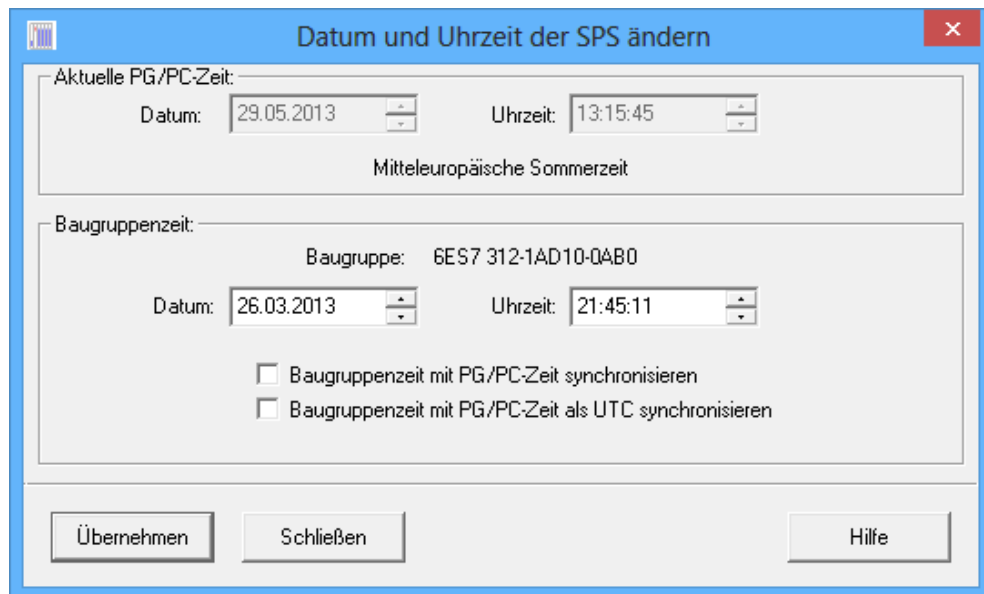 Datum und Uhrzeit der SPS ändern
Aktuelle PG/PC-Zeit:
Datum: 29.05.2013 Uhrzeit: 13:15:45
Mitteleuropäische Sommerzeit
Baugruppenzeit:
Baugruppe: 6ES7 312-1AD10-0AB0
Datum: 26.03.2013 Uhrzeit: 21:45:11
Baugruppenzeit mit PG/PC-Zeit synchronisieren
Baugruppenzeit mit PG/PC-Zeit als UTC synchronisieren
Übernehmen Schließen Hilfe